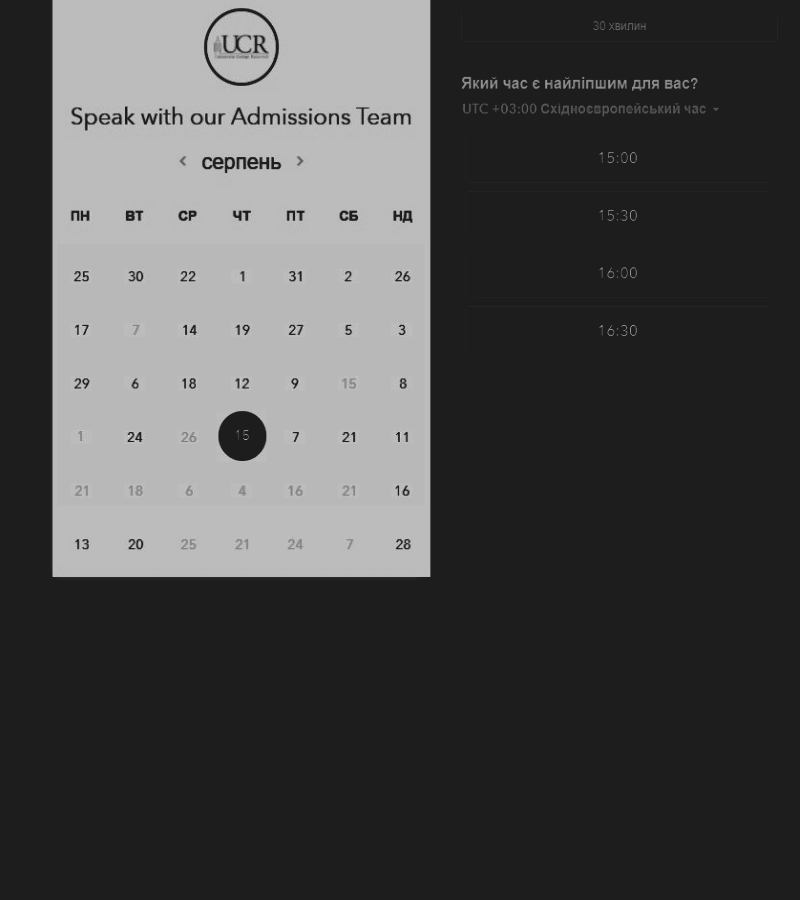 UCR
Speak with our Admissions Team
< серпень >
ПН ВТ СР ЧТ ПТ СБ НД
25 30 22 1 31 2 26
17 7 14 19 27 5 3
29 6 18 12 9 15 8
1 24 26 15 7 21 11
21 18 6 4 16 21 16
13 20 25 21 24 7 28
30 хвилин
Який час є найліпшим для вас?
UTC +03:00 Східноєвропейський час
15:00
15:30
16:00
16:30